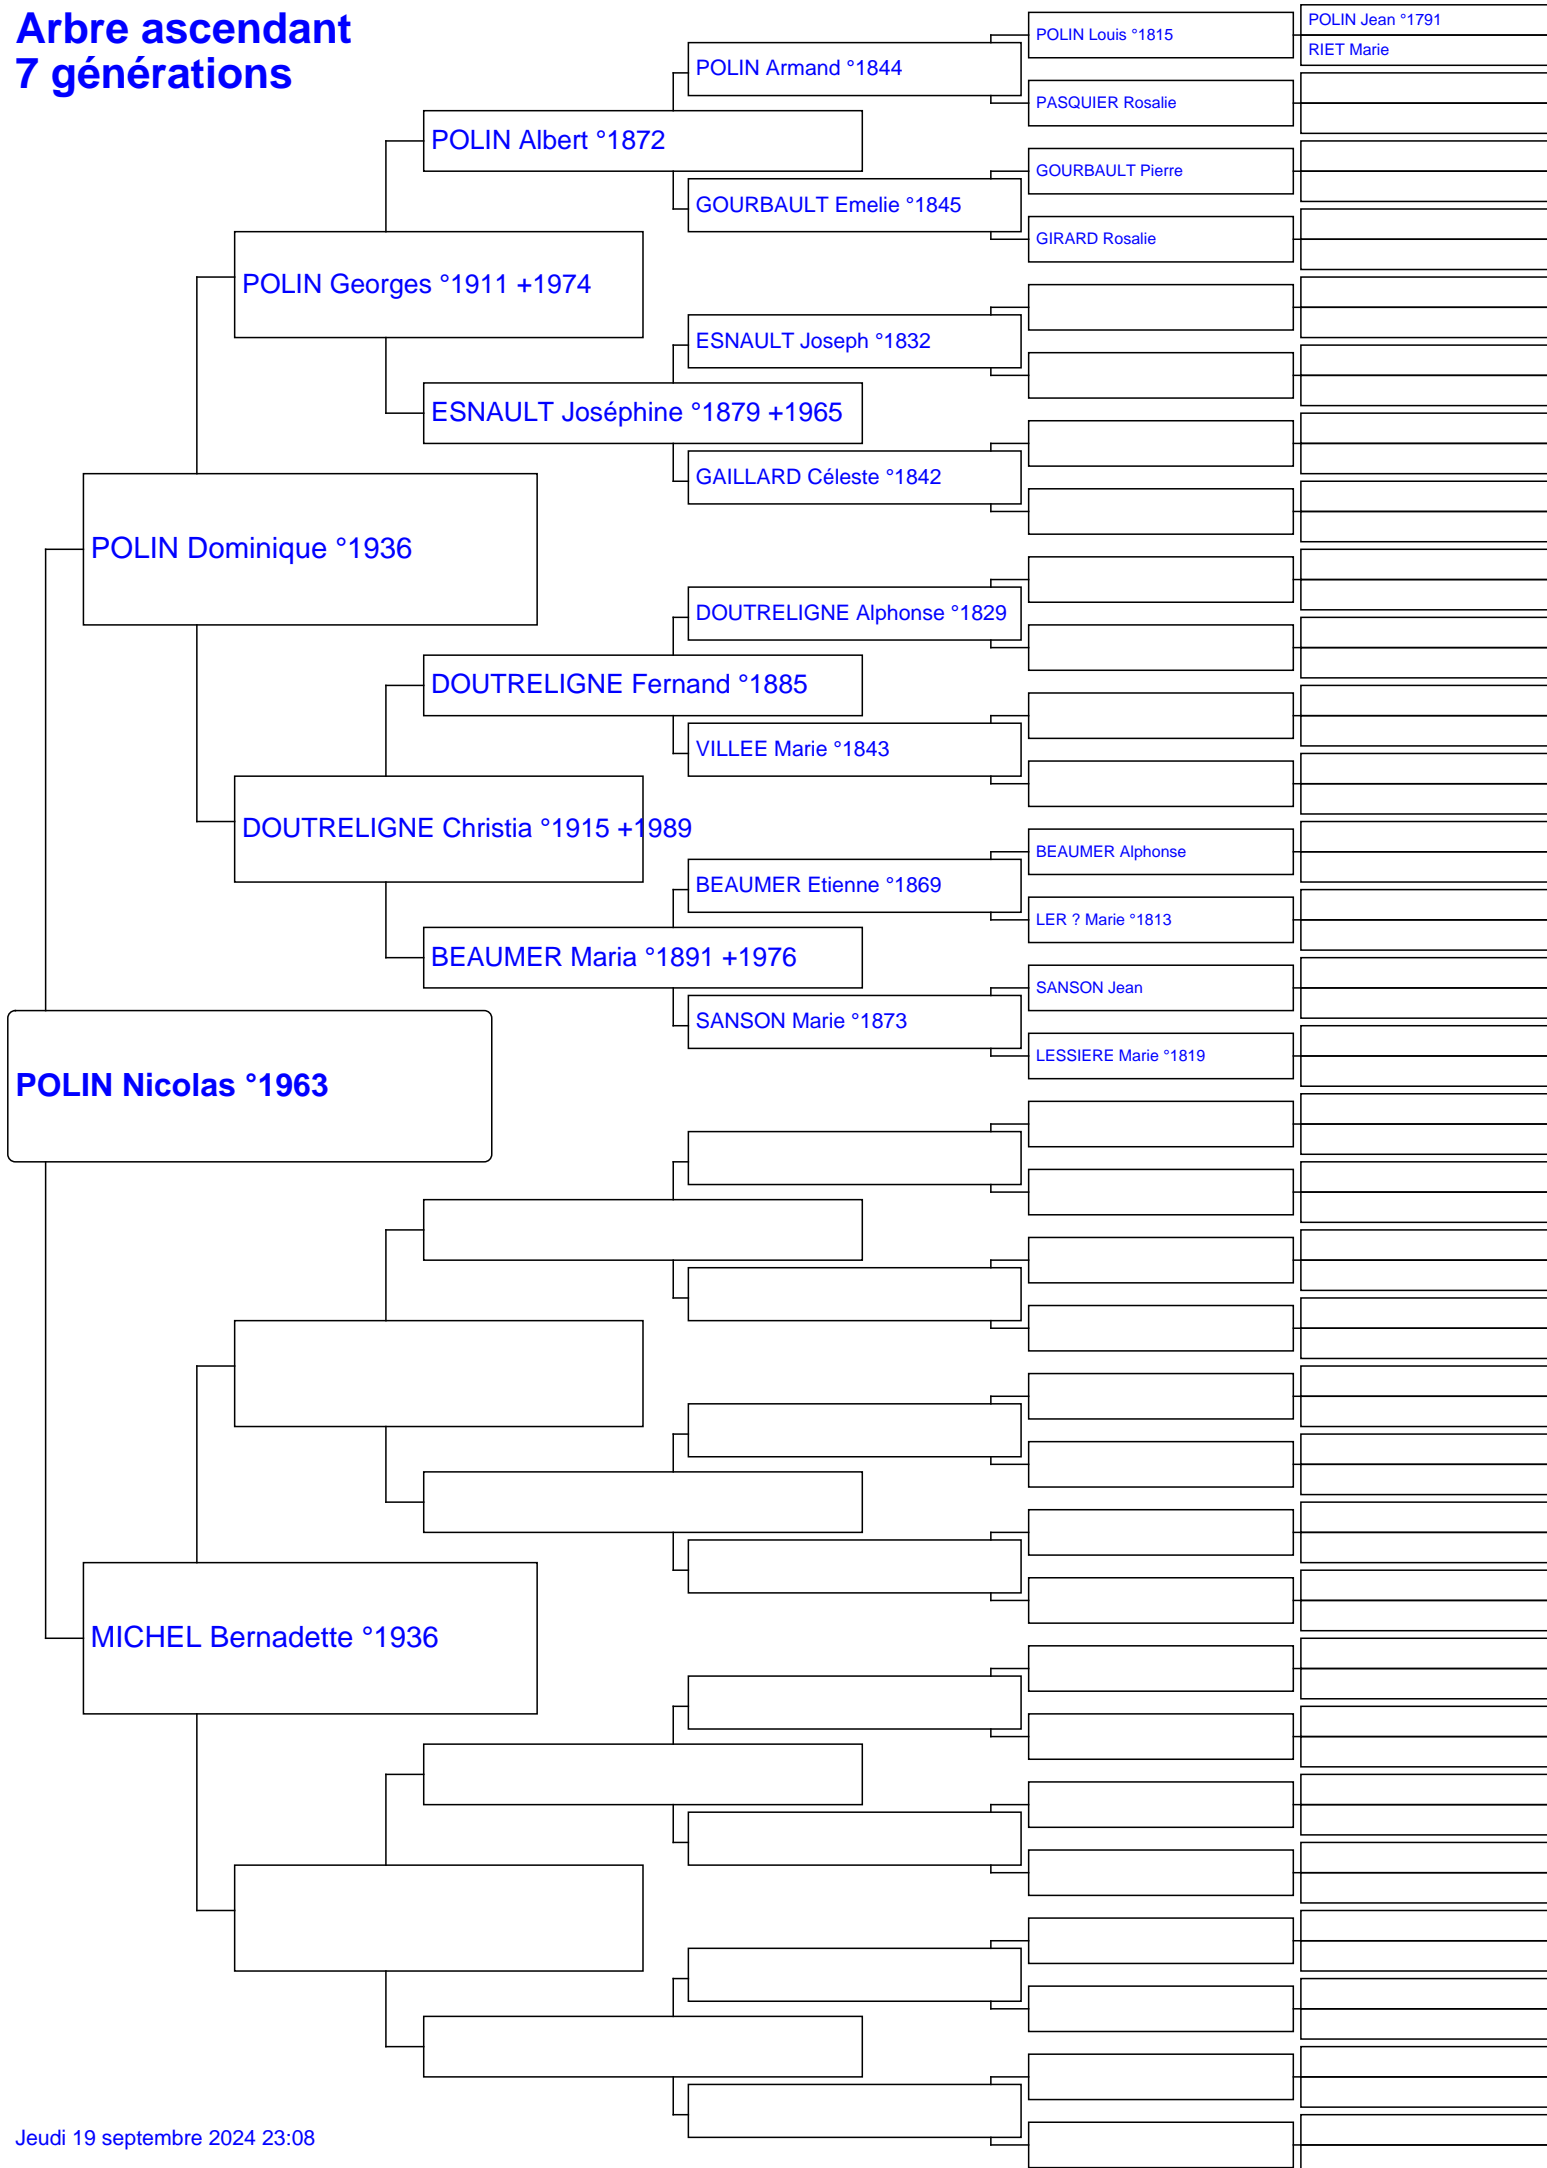 Arbre ascendant
7 générations
POLIN Jean °1791
RIET Marie
POLIN Louis °1815
POLIN Armand °1844
PASQUIER Rosalie
POLIN Albert °1872
GOURBAULT Pierre
GOURBAULT Emelie °1845
GIRARD Rosalie
POLIN Georges °1911 +1974
ESNAULT Joseph °1832
ESNAULT Joséphine °1879 +1965
GAILLARD Céleste °1842
POLIN Dominique °1936
DOUTRELIGNE Alphonse °1829
DOUTRELIGNE Fernand °1885
VILLEE Marie °1843
DOUTRELIGNE Christia °1915 +1989
BEAUMER Alphonse
BEAUMER Etienne °1869
LER ? Marie °1813
BEAUMER Maria °1891 +1976
SANSON Jean
SANSON Marie °1873
LESSIERE Marie °1819
POLIN Nicolas °1963
MICHEL Bernadette °1936
Jeudi 19 septembre 2024 23:08